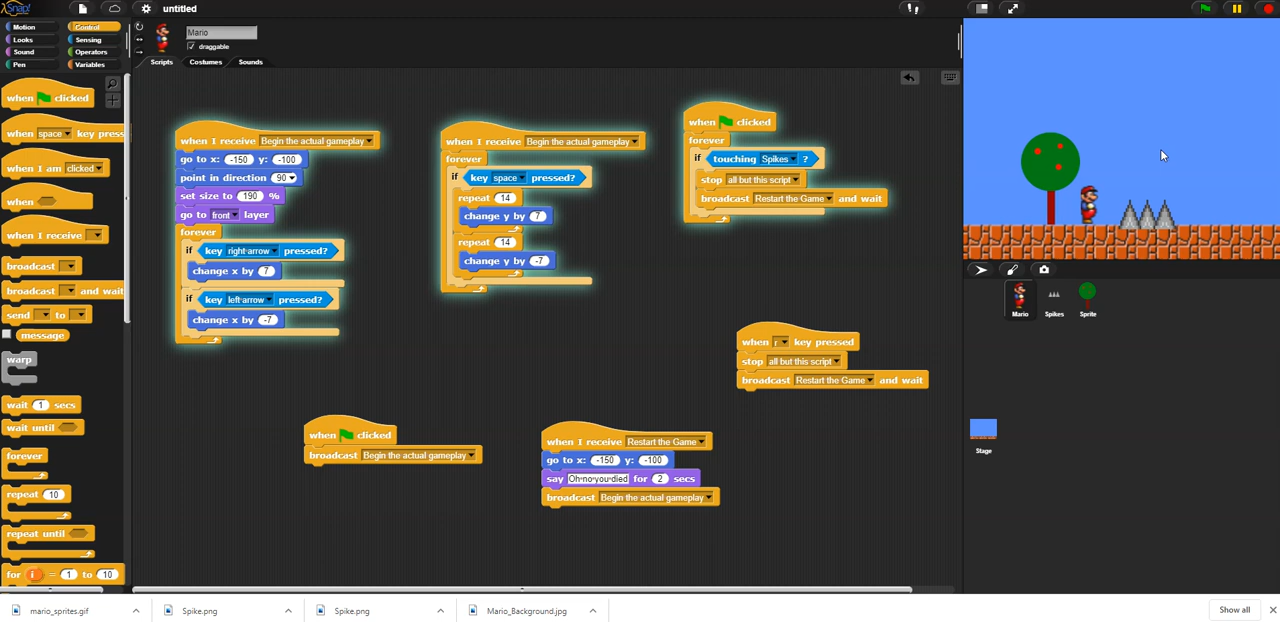 Snap!
untitled
Motion
Control
Looks
Sensing
Sound
Operators
Pen
Variables
Mario
draggable
Scripts
Costumes
Sounds
when clicked
when space key press
when I am clicked
when
when I receive
broadcast
broadcast and wait
send to
message
warp
wait 1 secs
wait until
forever
repeat 10
repeat until
for i = 1 to 10
when I receive Begin the actual gameplay
go to x: -150 y: -100
point in direction 90
set size to 190 %
go to front layer
forever
if key right arrow pressed?
change x by 7
if key left arrow pressed?
change x by -7
when I receive Begin the actual gameplay
forever
if key space pressed?
repeat 14
change y by 7
repeat 14
change y by -7
when clicked
forever
if touching Spikes ?
stop all but this script
broadcast Restart the Game and wait
when r key pressed
stop all but this script
broadcast Restart the Game and wait
when clicked
broadcast Begin the actual gameplay
when I receive Restart the Game
go to x: -150 y: -100
say Oh·no·you·died for 2 secs
broadcast Begin the actual gameplay
Mario
Spikes
Sprite
Stage
mario_sprites.gif
Spike.png
Spike.png
Mario_Background.jpg
Show all